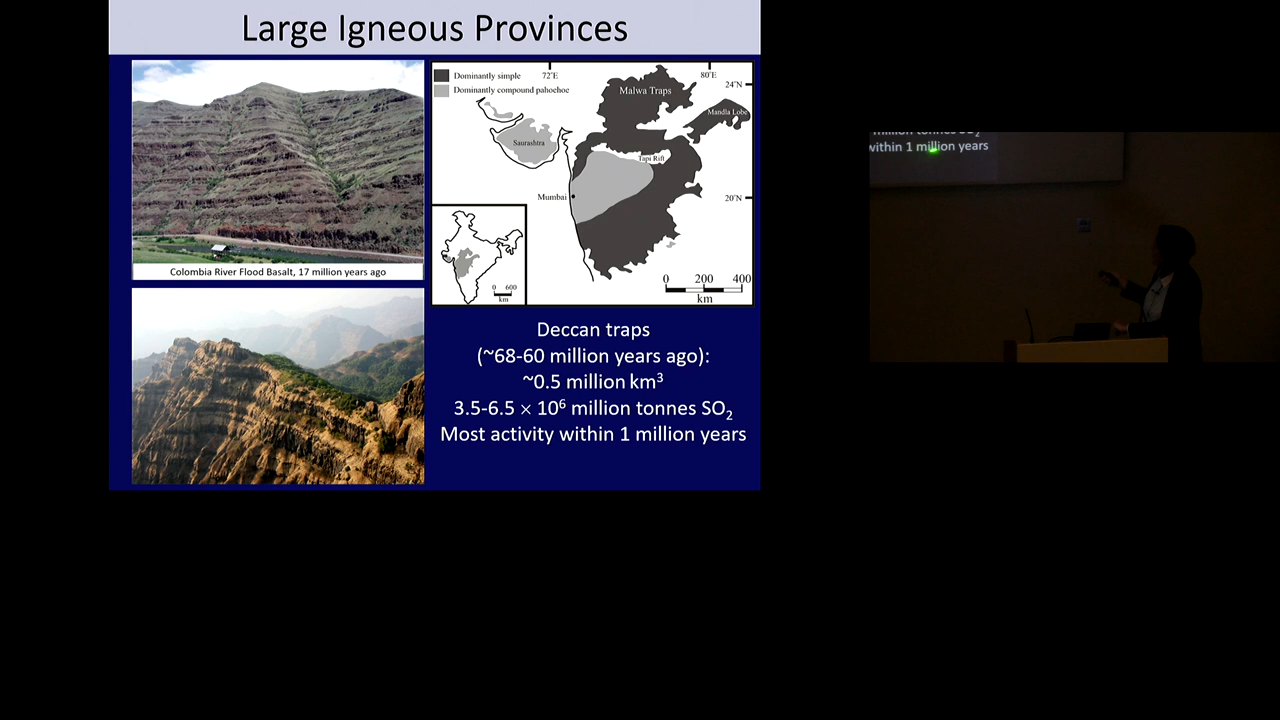 Large Igneous Provinces
Colombia River Flood Basalt, 17 million years ago
Dominantly simple
Dominantly compound pahoehoe
72°E
80°E
24°N
20°N
Malwa Traps
Mandla Lobe
Saurashtra
Tapi Rift
Mumbai
0 600
km
0 200 400
km
Deccan traps
(~68-60 million years ago):
~0.5 million km³
3.5-6.5 × 10⁶ million tonnes SO₂
Most activity within 1 million years
million tonnes SO₂
within 1 million years